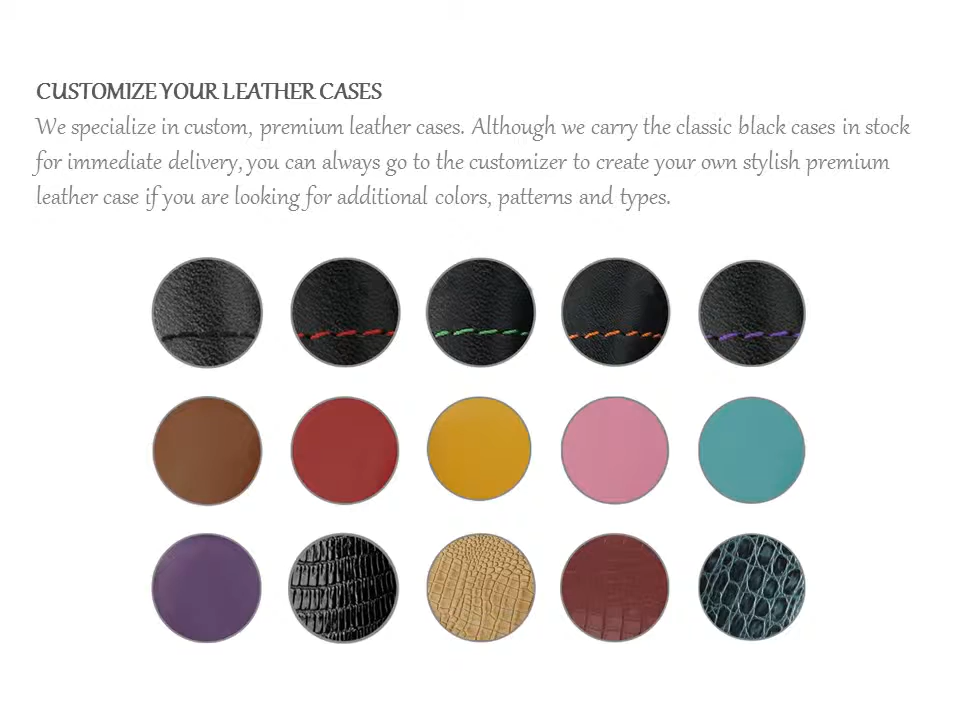 CUSTOMIZE YOUR LEATHER CASES
We specialize in custom, premium leather cases. Although we carry the classic black cases in stock
for immediate delivery, you can always go to the customizer to create your own stylish premium
leather case if you are looking for additional colors, patterns and types.